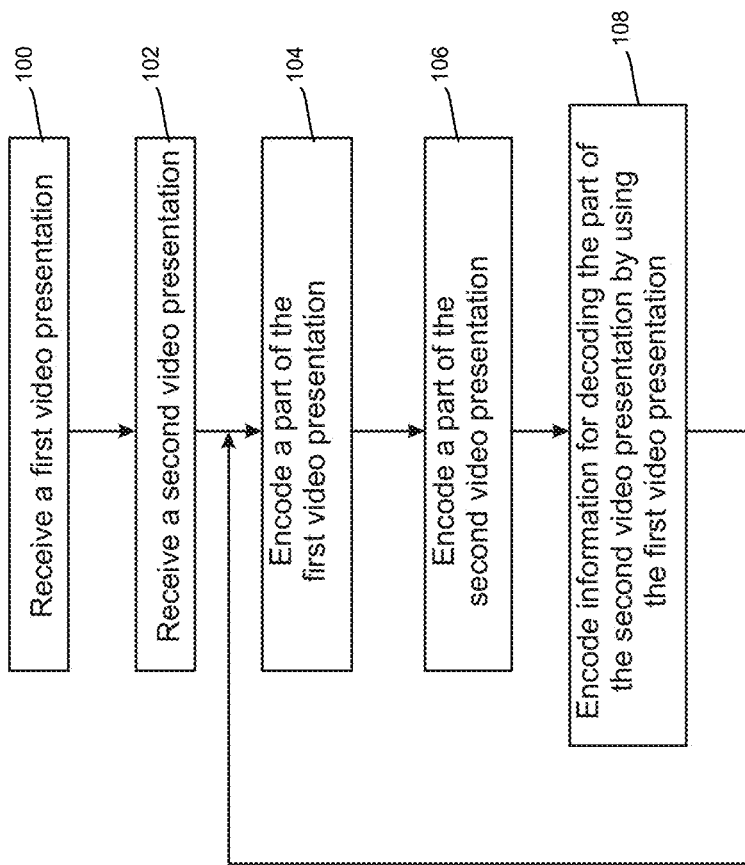 Receive a first video presentation
100
Receive a second video presentation
102
Encode a part of the
first video presentation
104
Encode a part of the
second video presentation
106
Encode information for decoding the part of
the second video presentation by using
the first video presentation
108